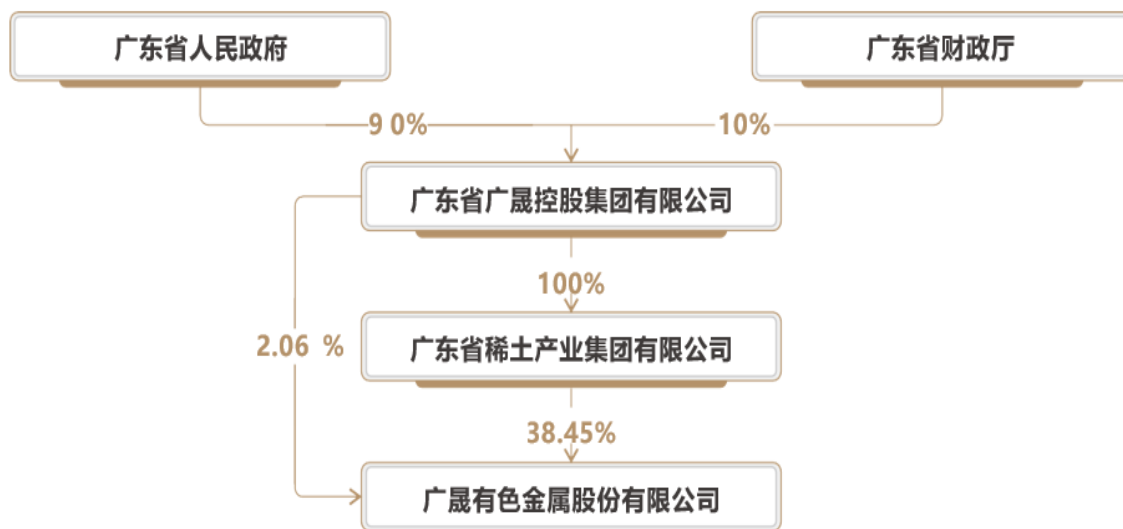 广东省人民政府
广东省财政厅
9 0%
10%
广东省广晟控股集团有限公司
100%
2.06 %
广东省稀土产业集团有限公司
38.45%
广晟有色金属股份有限公司